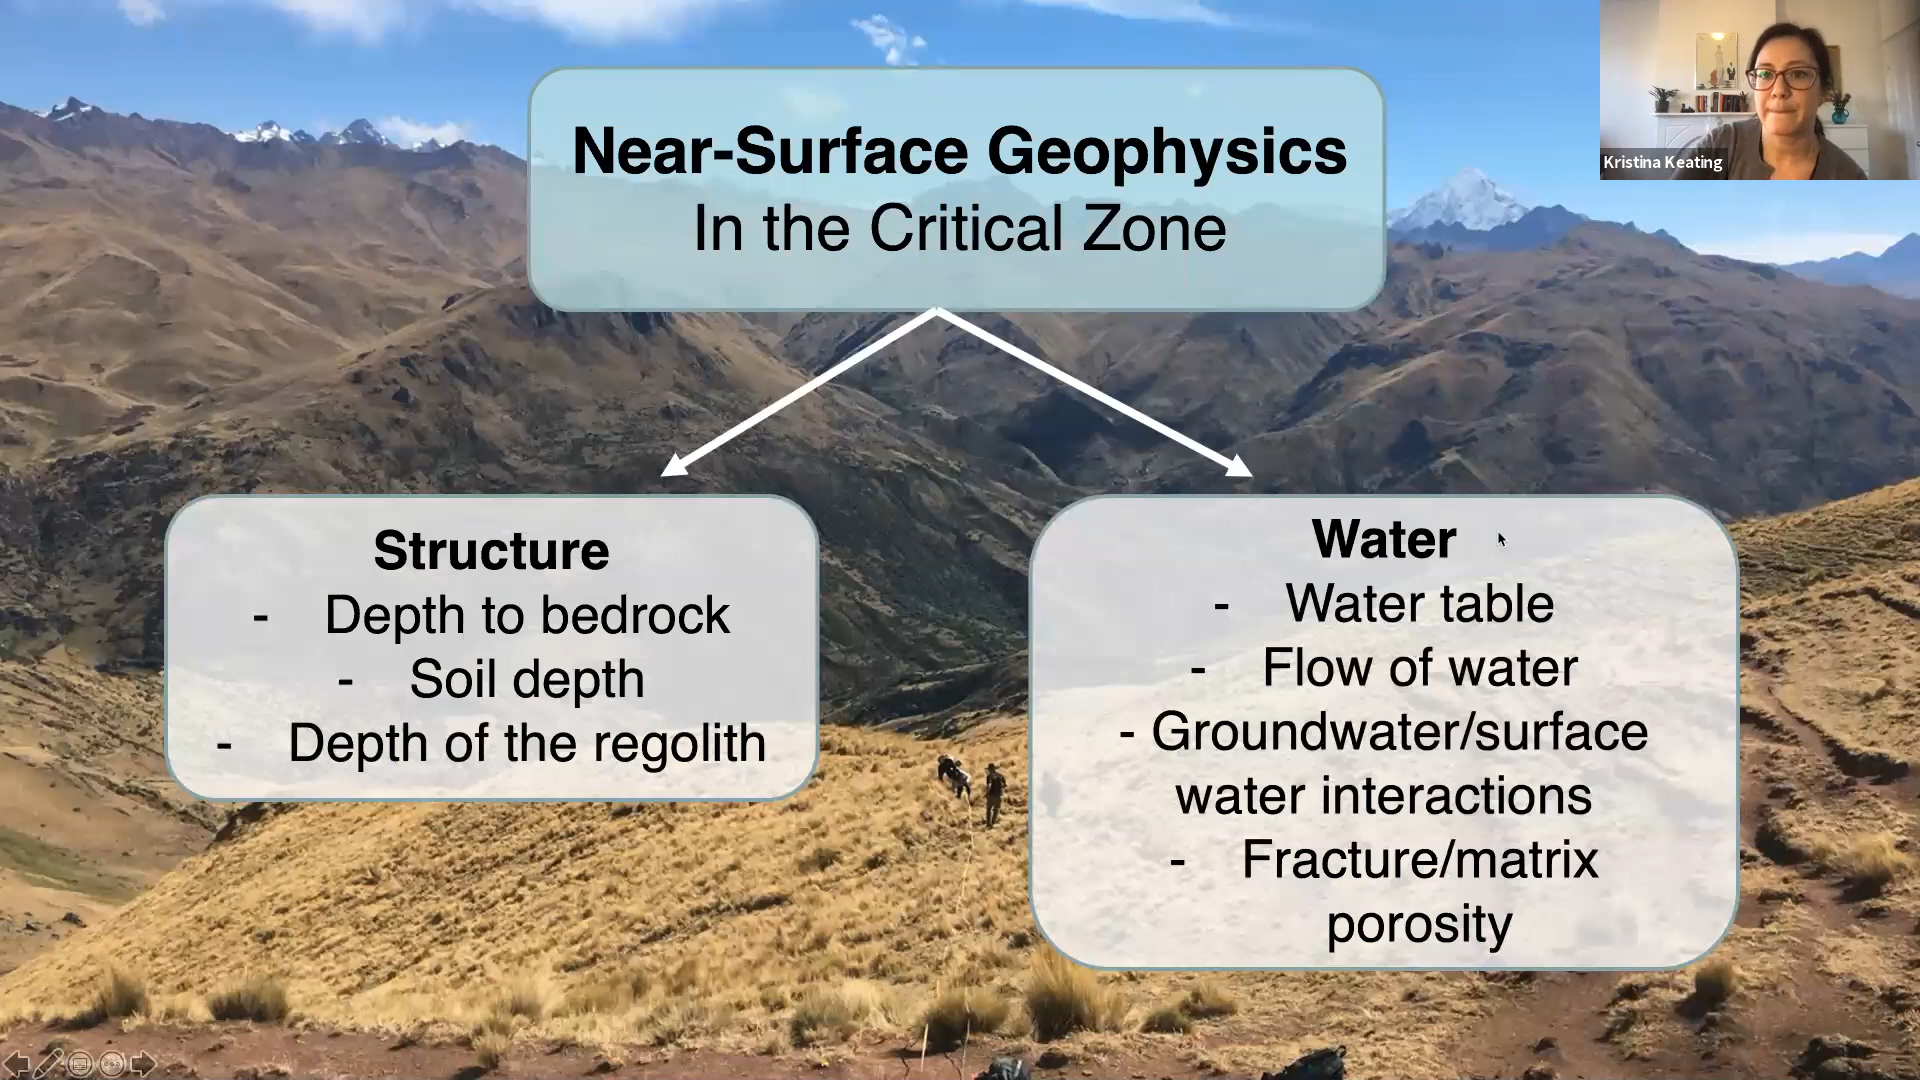 Near-Surface Geophysics
In the Critical Zone
Kristina Keating
Structure
- Depth to bedrock
- Soil depth
- Depth of the regolith
Water
- Water table
- Flow of water
- Groundwater/surface
water interactions
- Fracture/matrix
porosity